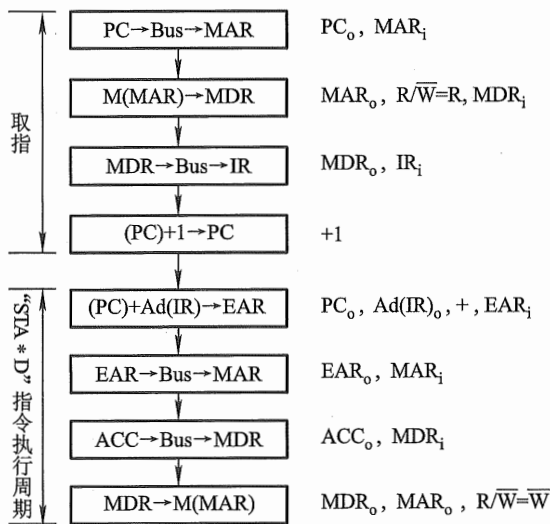 取指
PC→Bus→MAR PCo, MARi
M(MAR)→MDR MARo, R/W̅=R, MDRi
MDR→Bus→IR MDRo, IRi
(PC)+1→PC +1
"STA * D"指令执行周期
(PC)+Ad(IR)→EAR PCo, Ad(IR)o, +, EARi
EAR→Bus→MAR EARo, MARi
ACC→Bus→MDR ACCo, MDRi
MDR→M(MAR) MDRo, MARo, R/W̅=W̅